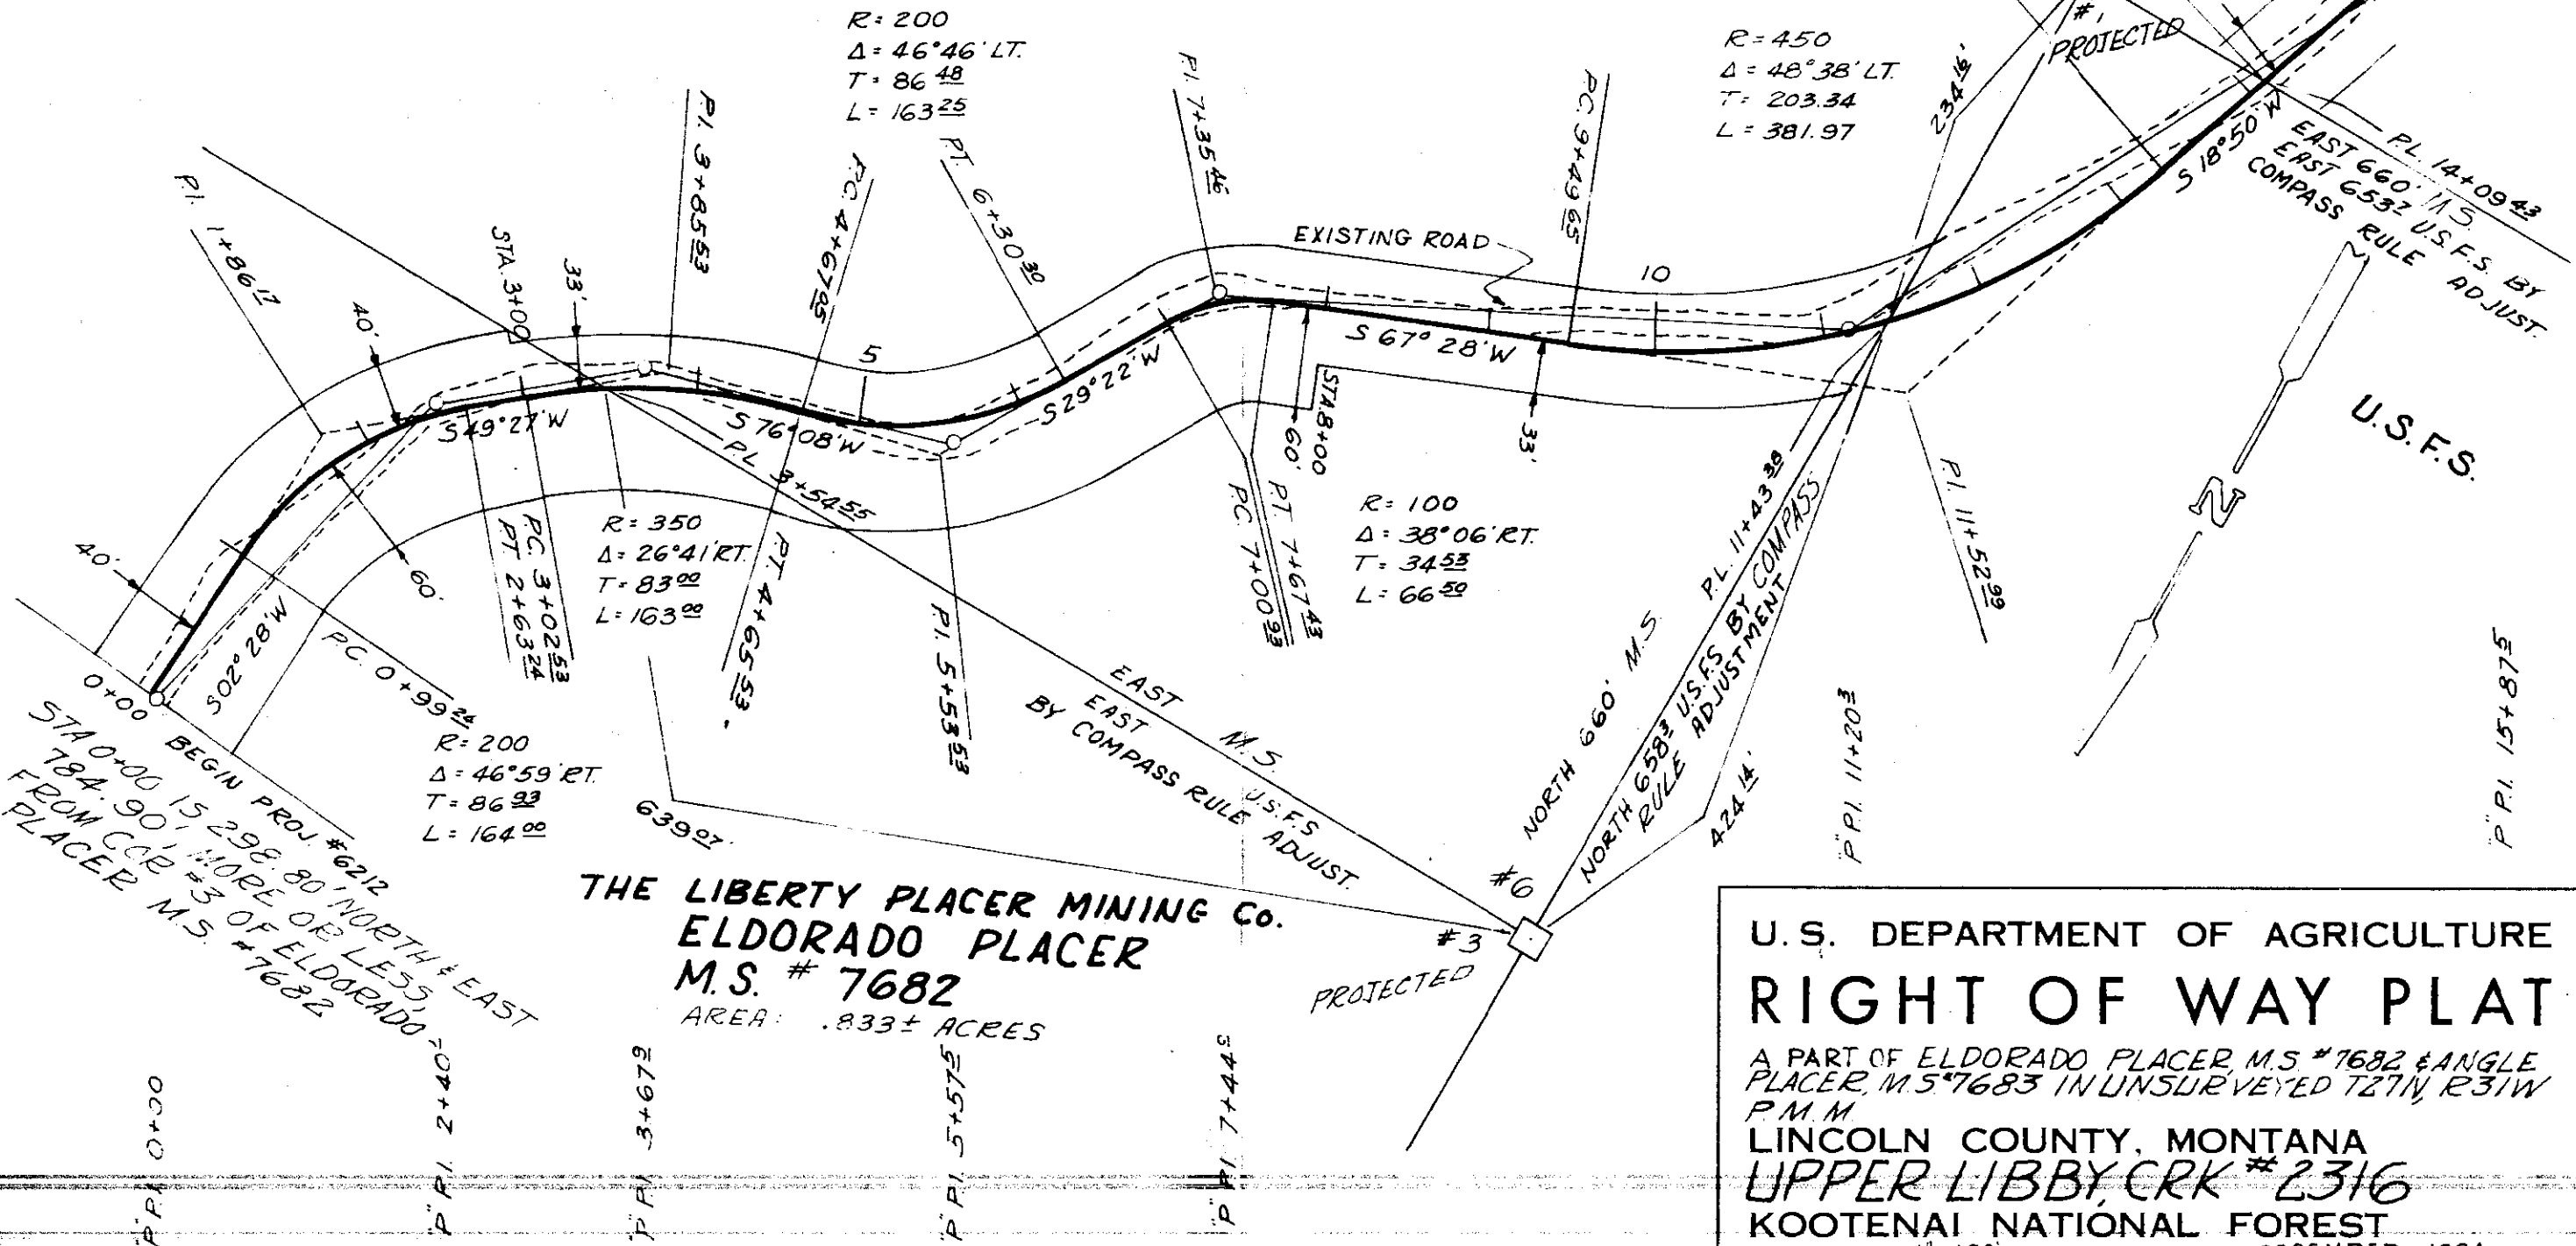 R= 200
Δ= 46°46' LT.
T= 86 48
L= 163 25
R=450
Δ= 48°38' LT.
T= 203.34
L= 381.97
#1
PROJECTED
234 16'
P.I. 1+86 17
STA. 3+00
33'
40'
P.I. 3+85 53
P.C. 4+67 05
P.T. 6+30 30
P.I. 7+35 46
EXISTING ROAD
P.C. 9+49 65
10
5
S 18°50'W
P.L. 14+09 43
EAST 660' M.S.
EAST 653 2 U.S.F.S. BY
COMPASS RULE ADJUST.
S 49°27'W
S 76°08'W
S 29°22'W
S 67°28'W
P.L. 3+54 55
STA 8+00
60'
33'
U.S.F.S.
N
40'
60'
S 02°28'W
P.C. 0+99 24
P.T. 2+63 24
P.C. 3+02 53
R= 350
Δ= 26°41' RT.
T= 83 00
L= 163 00
P.T. 4+65 53
P.I. 5+53 53
P.C. 7+00 93
P.T. 7+67 43
R= 100
Δ= 38°06' RT.
T= 34 53
L= 66 50
P.L. 11+43 38
P.I. 11+52 99
NORTH 660' M.S.
NORTH 658 3 U.S.F.S BY COMPASS
RULE ADJUSTMENT
424 14'
0+00
BEGIN PROJ. #6212
STA 0+00 IS 298.80' NORTH & EAST
784.90', MORE OR LESS,
FROM COR #3 OF ELDORADO
PLACER M.S. #7682
R= 200
Δ= 46°59' RT.
T= 86 93
L= 164 00
639 07'
EAST M.S.
EAST U.S.F.S
BY COMPASS RULE ADJUST.
#6
#3
PROJECTED
THE LIBERTY PLACER MINING Co.
ELDORADO PLACER
M.S. # 7682
AREA: .833± ACRES
"P" P.I. 0+00
"P" P.I. 2+40 2
"P" P.I. 3+67 9
"P" P.I. 5+57 5
"P" P.I. 7+44 5
"P" P.I. 11+20 3
"P" P.I. 15+87 5
U.S. DEPARTMENT OF AGRICULTURE
RIGHT OF WAY PLAT
A PART OF ELDORADO PLACER, M.S. #7682 & ANGLE
PLACER, M.S #7683 IN UNSURVEYED T27N, R31W
P.M.M.
LINCOLN COUNTY, MONTANA
UPPER LIBBY CRK #2316
KOOTENAI NATIONAL FOREST